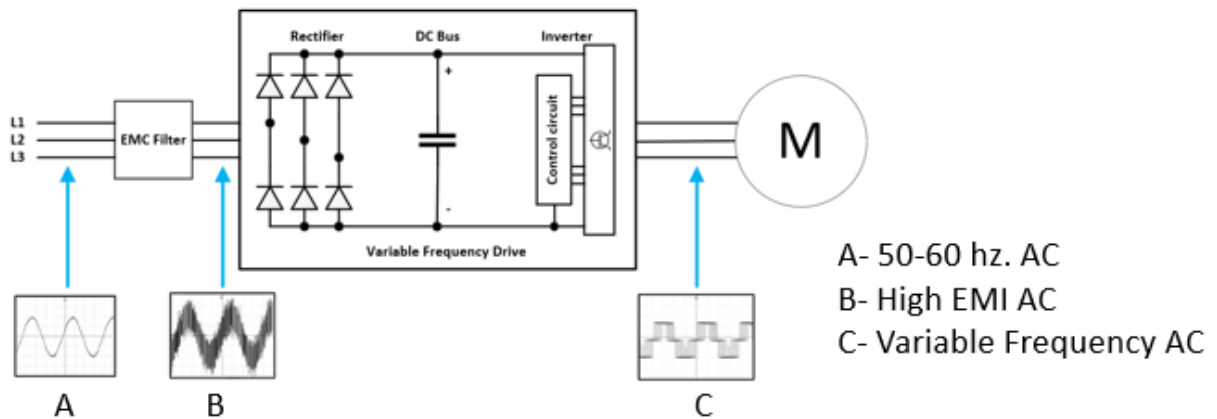 Rectifier DC Bus Inverter
+
L1
L2
L3
EMC Filter
Control circuit
M
-
Variable Frequency Drive
A- 50-60 hz. AC
B- High EMI AC
C- Variable Frequency AC
A B C